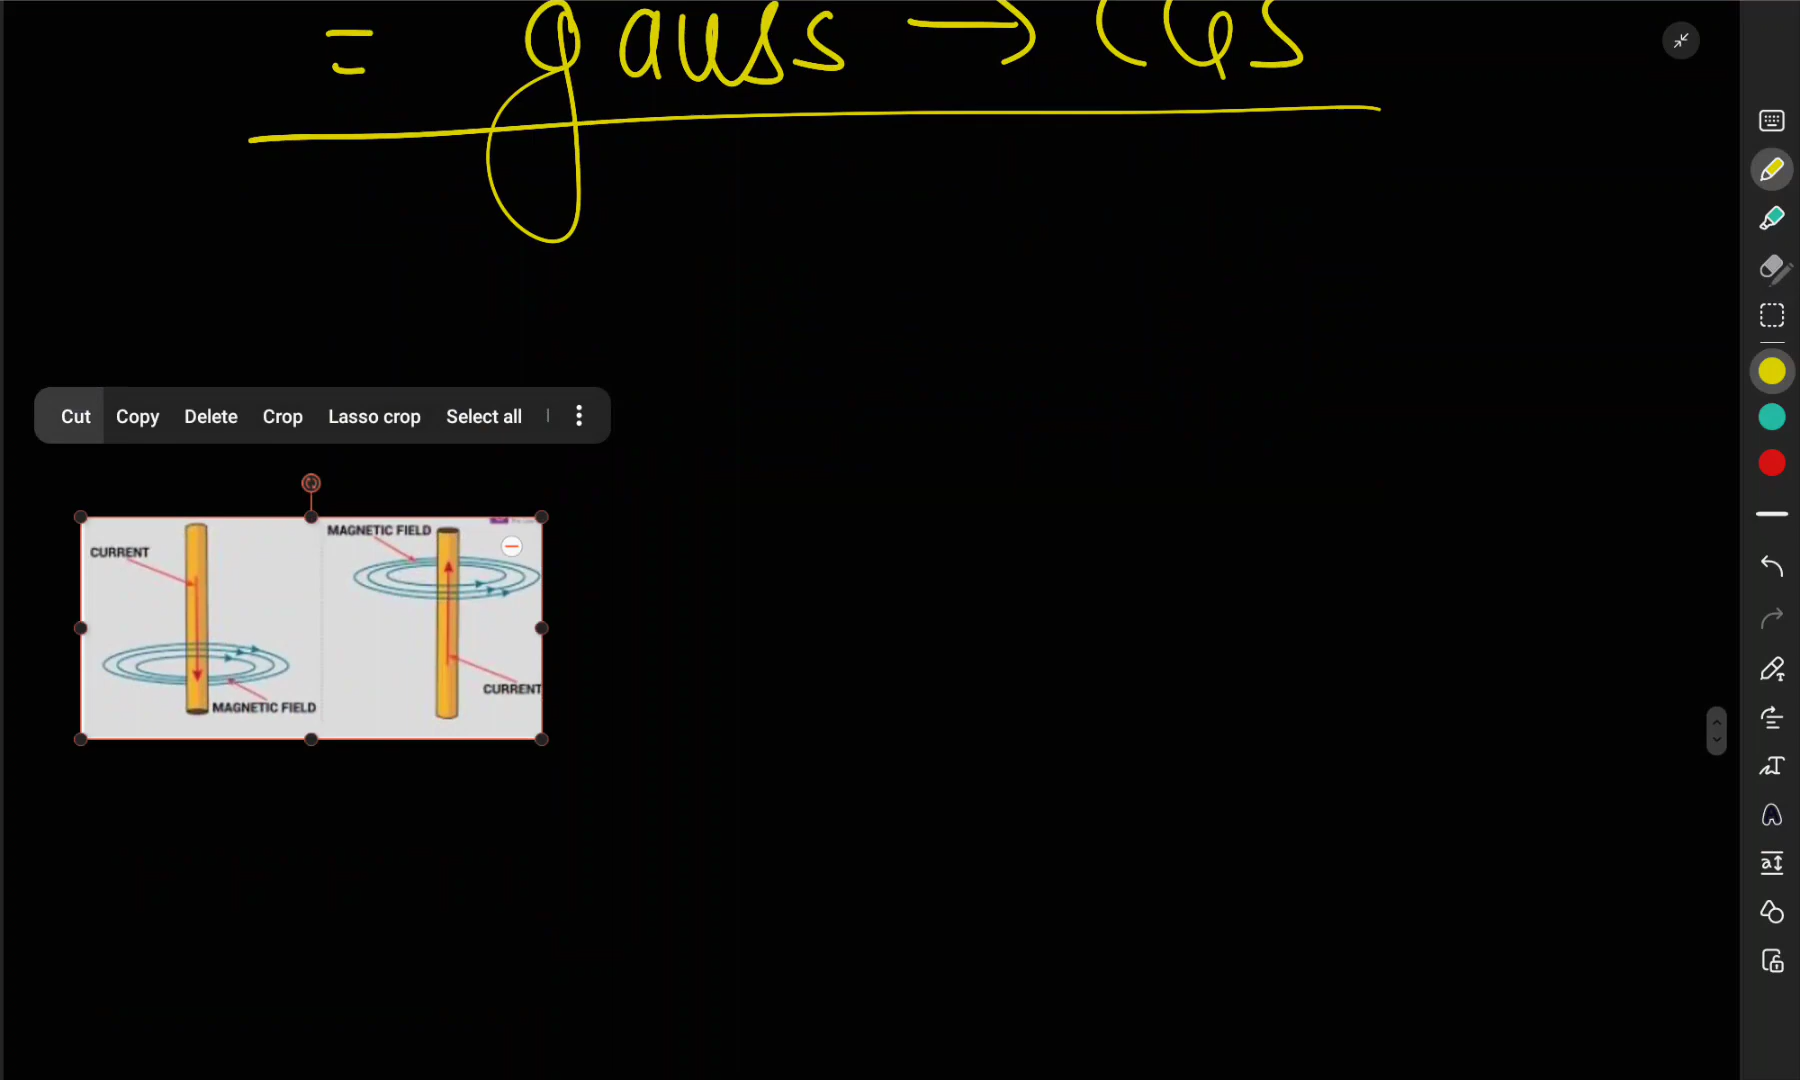 = gauss → CGS
Cut Copy Delete Crop Lasso crop Select all
MAGNETIC FIELD
CURRENT
CURRENT
MAGNETIC FIELD